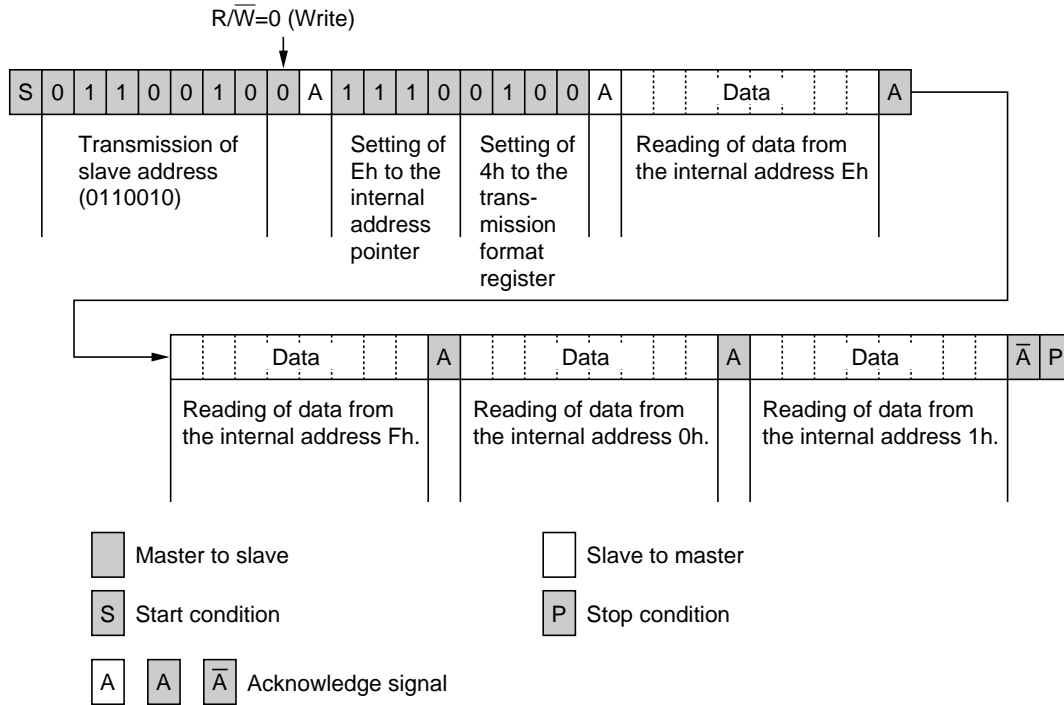 R/W̅=0 (Write)
S 0 1 1 0 0 1 0 0 A 1 1 1 0 0 1 0 0 A Data A
Transmission of
slave address
(0110010)
Setting of
Eh to the
internal
address
pointer
Setting of
4h to the
trans-
mission
format
register
Reading of data from
the internal address Eh
Data A Data A Data A̅ P
Reading of data from
the internal address Fh.
Reading of data from
the internal address 0h.
Reading of data from
the internal address 1h.
Master to slave
Slave to master
S Start condition
P Stop condition
A A A̅ Acknowledge signal